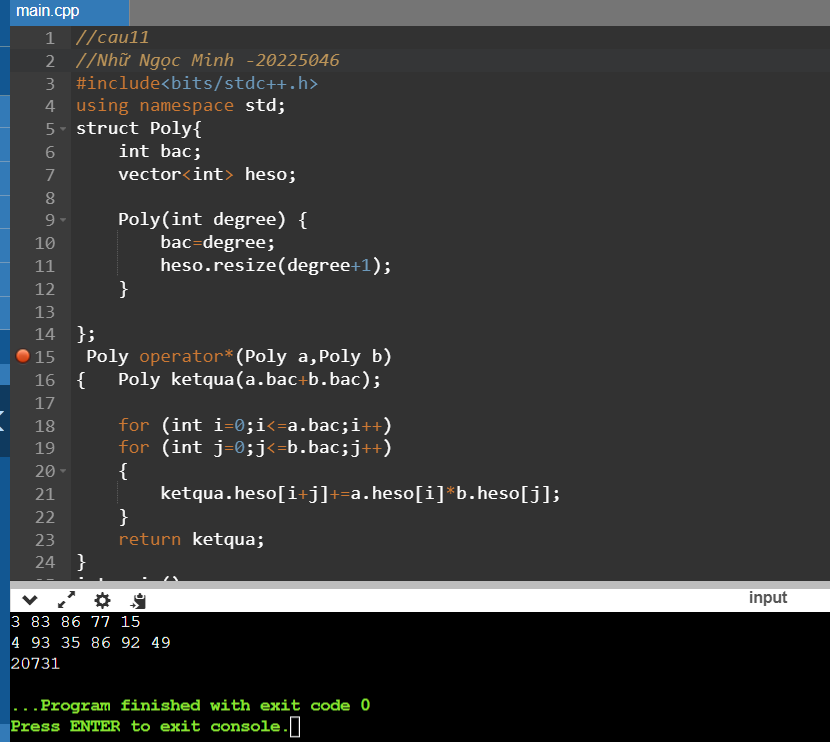 main.cpp
1 //cau11
2 //Nhữ Ngọc Minh -20225046
3 #include<bits/stdc++.h>
4 using namespace std;
5 struct Poly{
6 int bac;
7 vector<int> heso;
8
9 Poly(int degree) {
10 bac=degree;
11 heso.resize(degree+1);
12 }
13
14 };
15 Poly operator*(Poly a,Poly b)
16 { Poly ketqua(a.bac+b.bac);
17
18 for (int i=0;i<=a.bac;i++)
19 for (int j=0;j<=b.bac;j++)
20 {
21 ketqua.heso[i+j]+=a.heso[i]*b.heso[j];
22 }
23 return ketqua;
24 }
input
3 83 86 77 15
4 93 35 86 92 49
20731
...Program finished with exit code 0
Press ENTER to exit console.